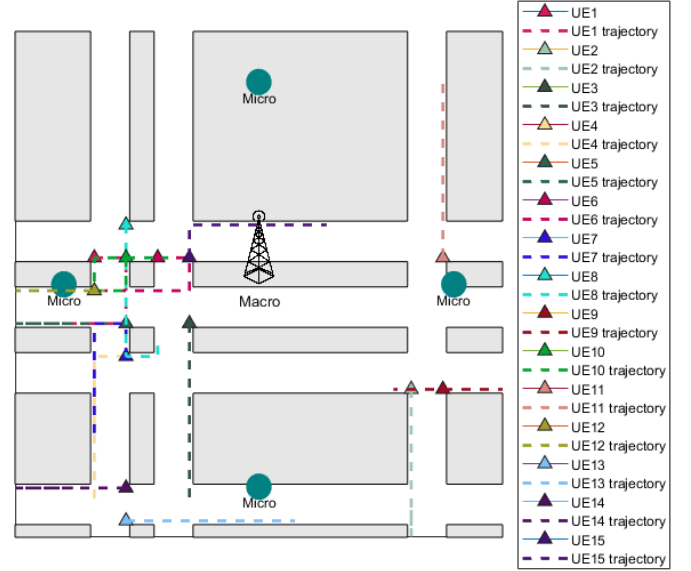 Micro
Micro
Macro
Micro
Micro
UE1
UE1 trajectory
UE2
UE2 trajectory
UE3
UE3 trajectory
UE4
UE4 trajectory
UE5
UE5 trajectory
UE6
UE6 trajectory
UE7
UE7 trajectory
UE8
UE8 trajectory
UE9
UE9 trajectory
UE10
UE10 trajectory
UE11
UE11 trajectory
UE12
UE12 trajectory
UE13
UE13 trajectory
UE14
UE14 trajectory
UE15
UE15 trajectory